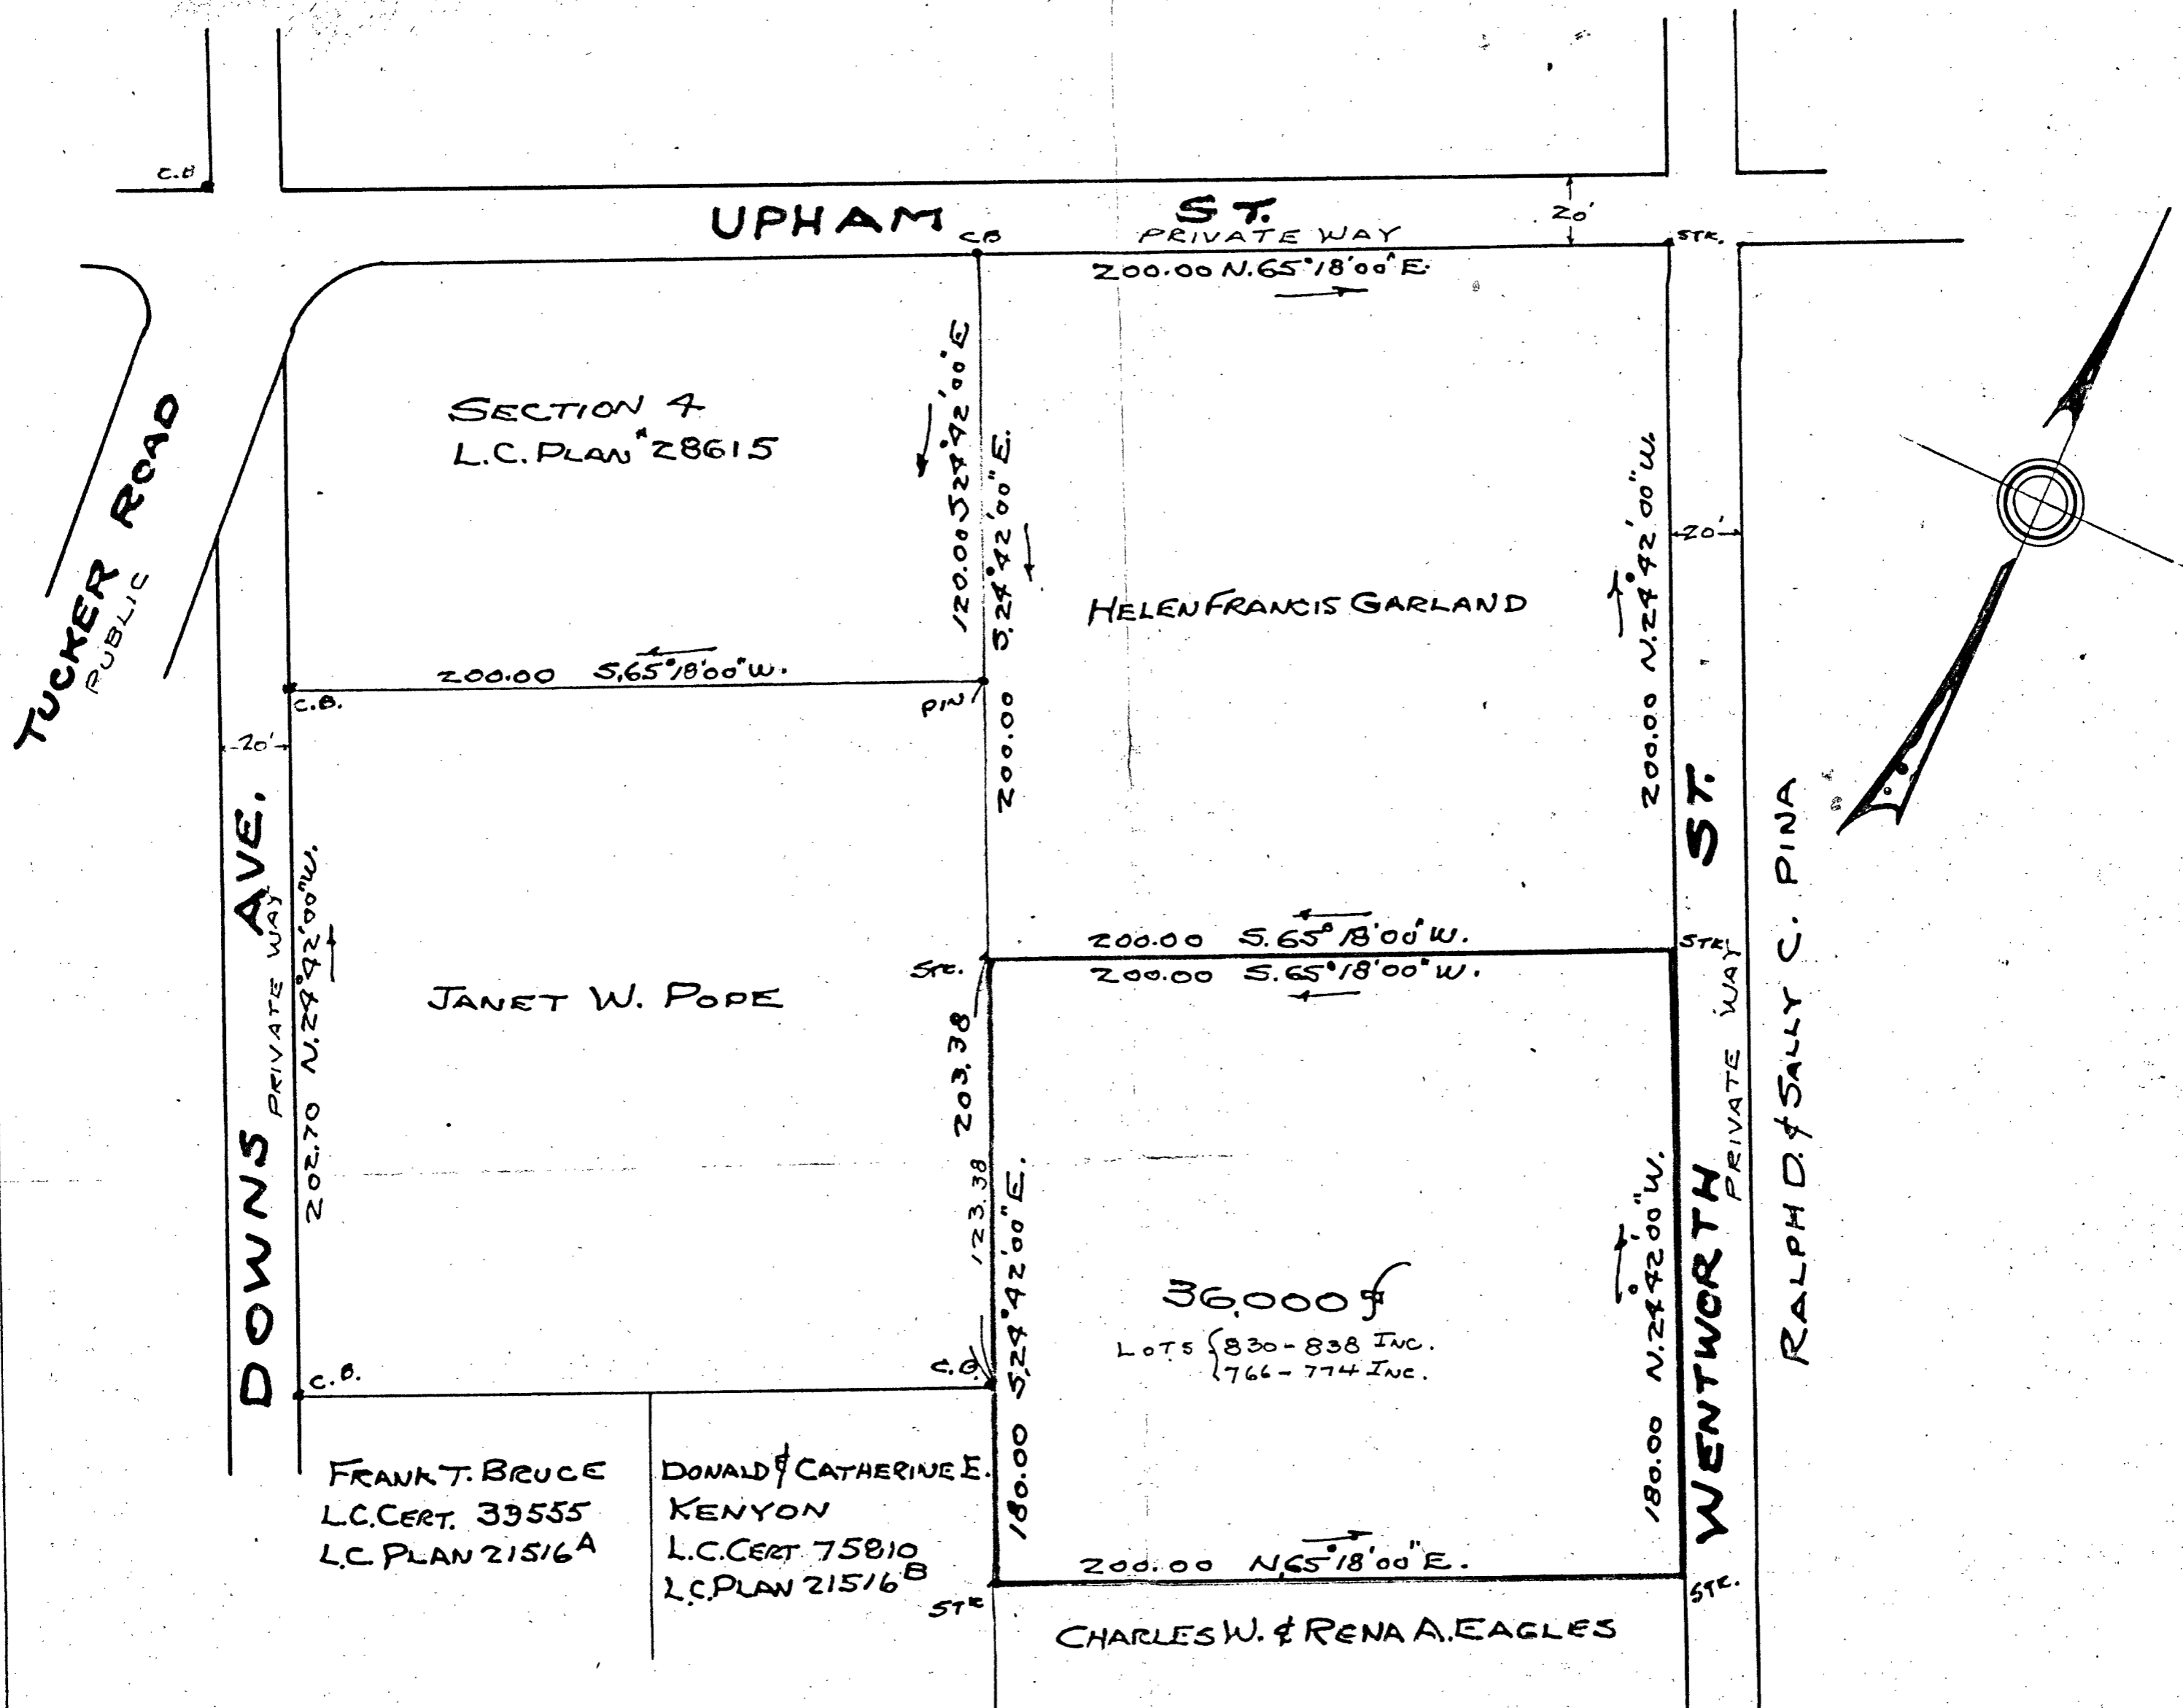 C.B
UPHAM ST.
C.B
PRIVATE WAY
20'
STK.
200.00 N.65°18'00" E.
TUCKER ROAD
PUBLIC
SECTION 4
L.C. PLAN # 28615
120.00 S24°42'00"E
S.24°42'00"E.
200.00
HELEN FRANCIS GARLAND
200.00 N.24°42'00"W.
20'
200.00 S.65°18'00"W.
C.B.
PIN
20'
DOWNS AVE.
PRIVATE WAY
202.70 N.24°42'00"W.
JANET W. POPE
STK.
200.00 S.65°18'00"W.
200.00 S.65°18'00"W.
STK.
203.38
123.38
C.B.
C.B.
180.00 S.24°42'00"E.
36,000
LOTS {830-838 INC.
766-774 INC.
180.00 N.24°42'00"W.
WENTWORTH ST.
PRIVATE WAY
RALPH D. & SALLY C. PINA
FRANK T. BRUCE
L.C. CERT. 39555
L.C. PLAN 21516 A
DONALD & CATHERINE E.
KENYON
L.C. CERT 75810
L.C. PLAN 21516 B
200.00 N.65°18'00"E.
STK
STK.
CHARLES W. & RENA A. EAGLES